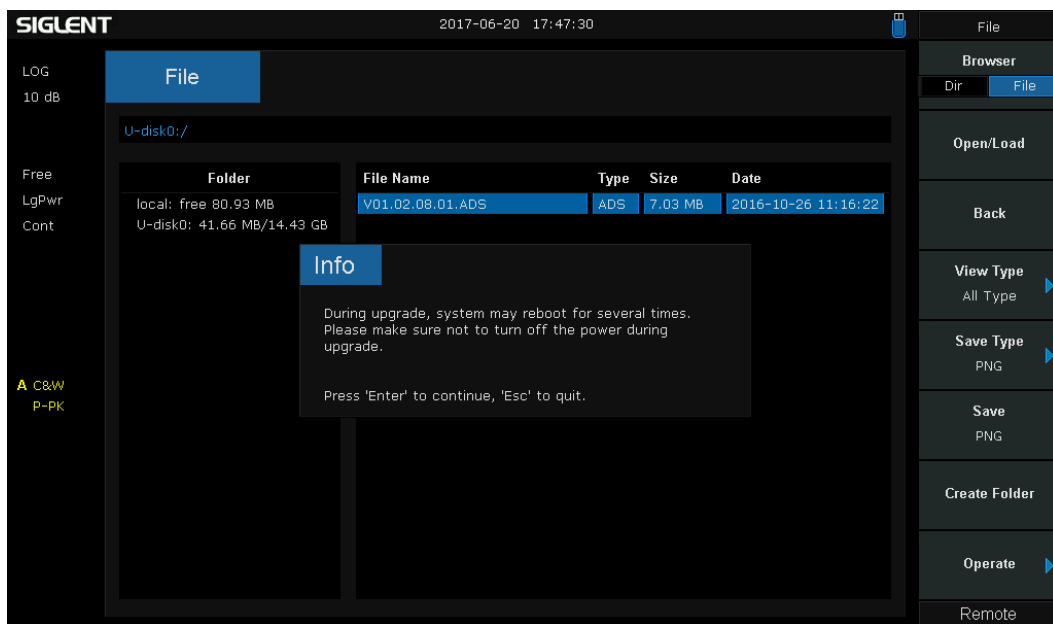 SIGLENT
2017-06-20 17:47:30
File
LOG
10 dB
Free
LgPwr
Cont
A C&W
P-PK
File
U-disk0:/
Folder
local: free 80.93 MB
U-disk0: 41.66 MB/14.43 GB
File Name Type Size Date
V01.02.08.01.ADS ADS 7.03 MB 2016-10-26 11:16:22
Info
During upgrade, system may reboot for several times.
Please make sure not to turn off the power during
upgrade.
Press 'Enter' to continue, 'Esc' to quit.
Browser
Dir File
Open/Load
Back
View Type
All Type
Save Type
PNG
Save
PNG
Create Folder
Operate
Remote